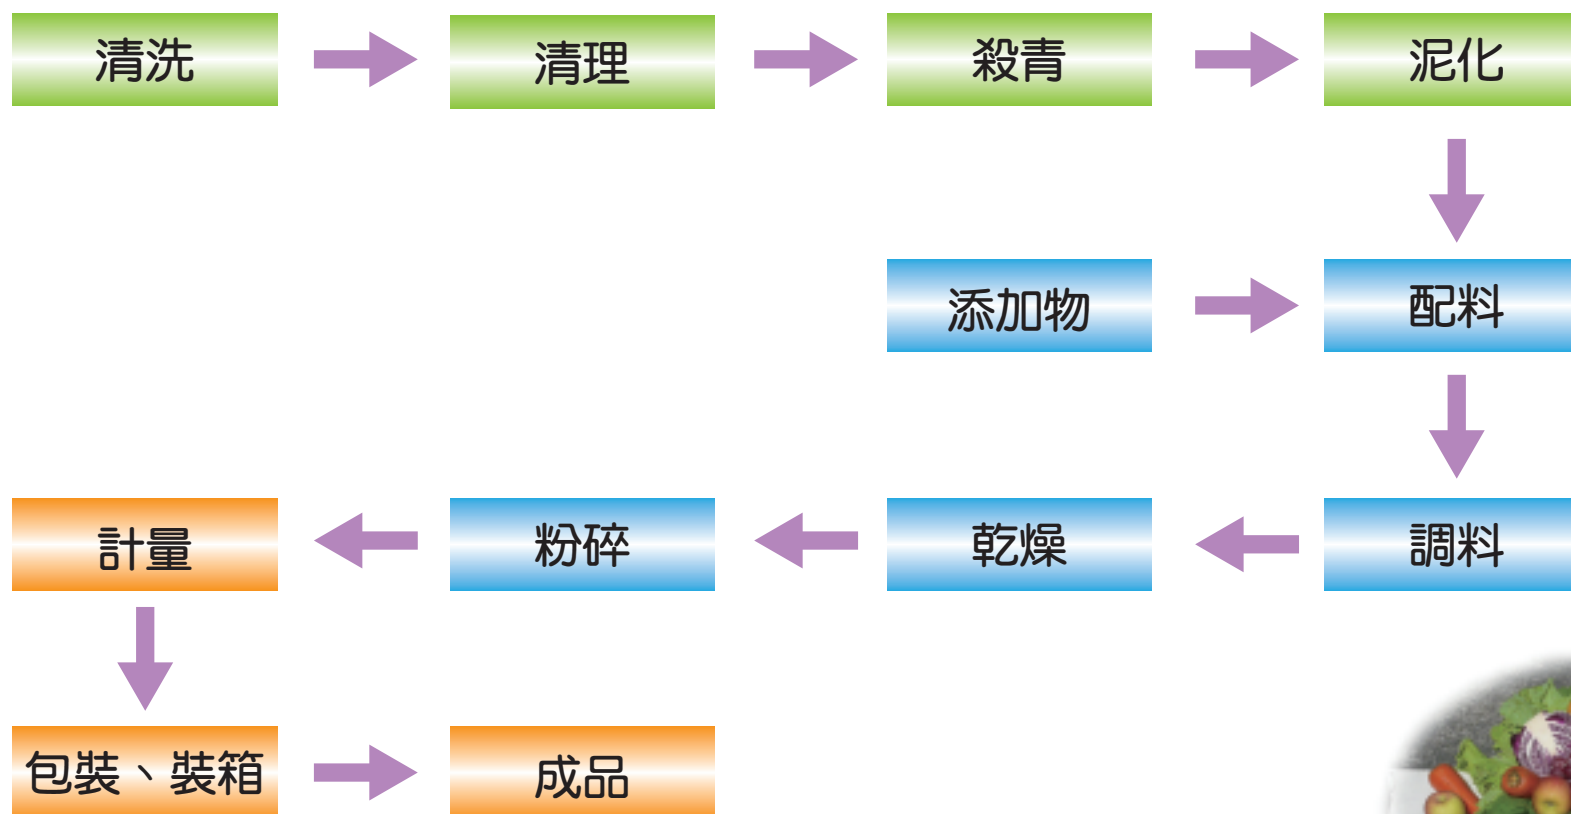 清洗
清理
殺青
泥化
添加物
配料
計量
粉碎
乾燥
調料
包裝、裝箱
成品